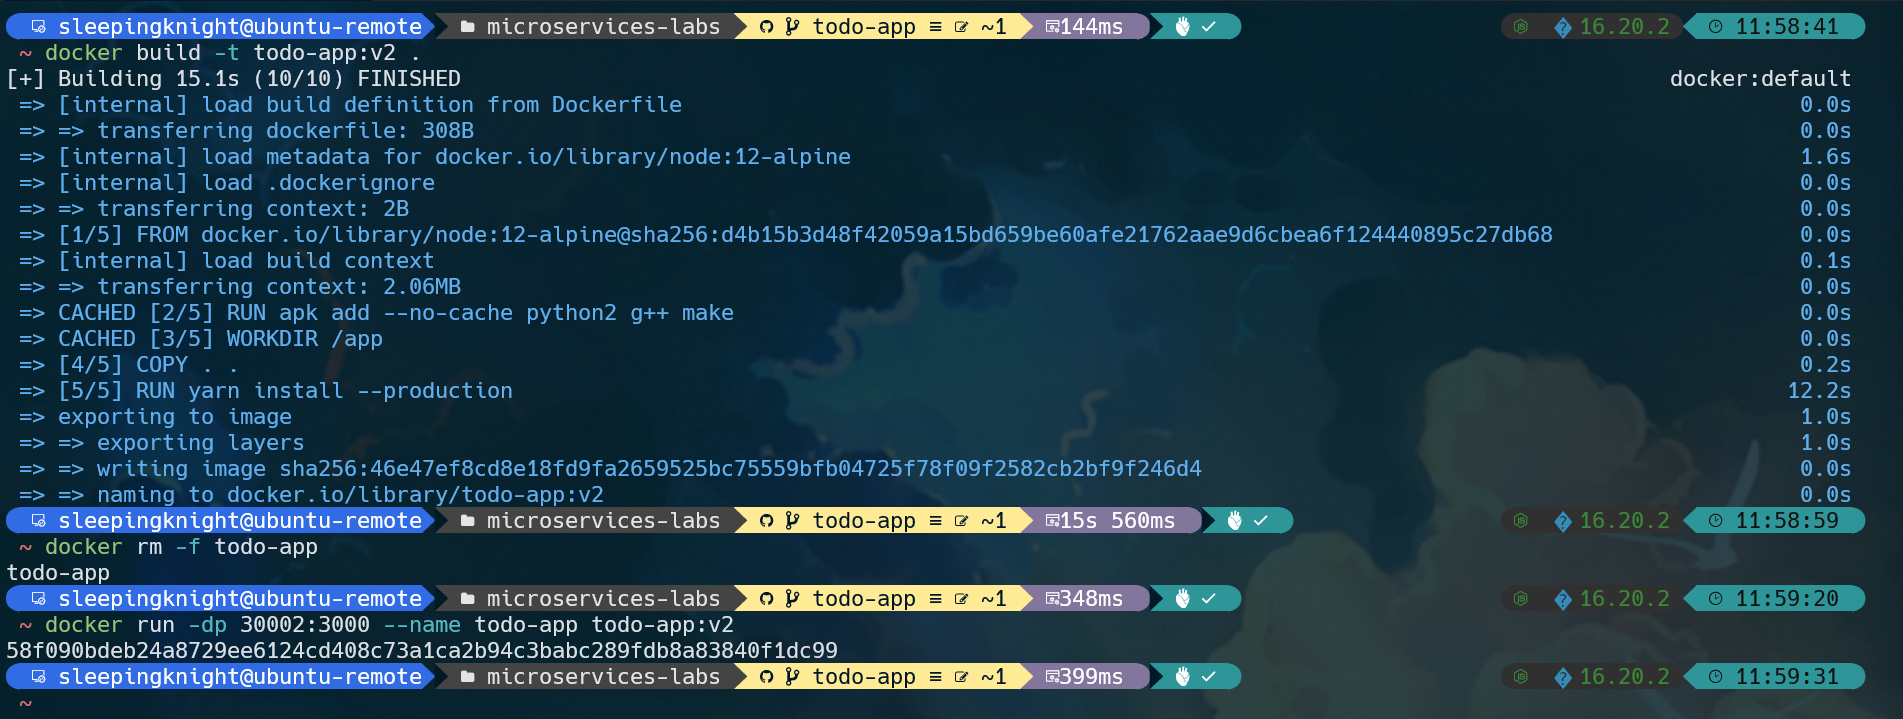 sleepingknight@ubuntu-remote microservices-labs todo-app ≡ ~1 144ms ✓ 16.20.2 11:58:41
~ docker build -t todo-app:v2 .
[+] Building 15.1s (10/10) FINISHED docker:default
=> [internal] load build definition from Dockerfile 0.0s
=> => transferring dockerfile: 308B 0.0s
=> [internal] load metadata for docker.io/library/node:12-alpine 1.6s
=> [internal] load .dockerignore 0.0s
=> => transferring context: 2B 0.0s
=> [1/5] FROM docker.io/library/node:12-alpine@sha256:d4b15b3d48f42059a15bd659be60afe21762aae9d6cbea6f124440895c27db68 0.0s
=> [internal] load build context 0.1s
=> => transferring context: 2.06MB 0.0s
=> CACHED [2/5] RUN apk add --no-cache python2 g++ make 0.0s
=> CACHED [3/5] WORKDIR /app 0.0s
=> [4/5] COPY . . 0.2s
=> [5/5] RUN yarn install --production 12.2s
=> exporting to image 1.0s
=> => exporting layers 1.0s
=> => writing image sha256:46e47ef8cd8e18fd9fa2659525bc75559bfb04725f78f09f2582cb2bf9f246d4 0.0s
=> => naming to docker.io/library/todo-app:v2 0.0s
sleepingknight@ubuntu-remote microservices-labs todo-app ≡ ~1 15s 560ms ✓ 16.20.2 11:58:59
~ docker rm -f todo-app
todo-app
sleepingknight@ubuntu-remote microservices-labs todo-app ≡ ~1 348ms ✓ 16.20.2 11:59:20
~ docker run -dp 30002:3000 --name todo-app todo-app:v2
58f090bdeb24a8729ee6124cd408c73a1ca2b94c3babc289fdb8a83840f1dc99
sleepingknight@ubuntu-remote microservices-labs todo-app ≡ ~1 399ms ✓ 16.20.2 11:59:31
~